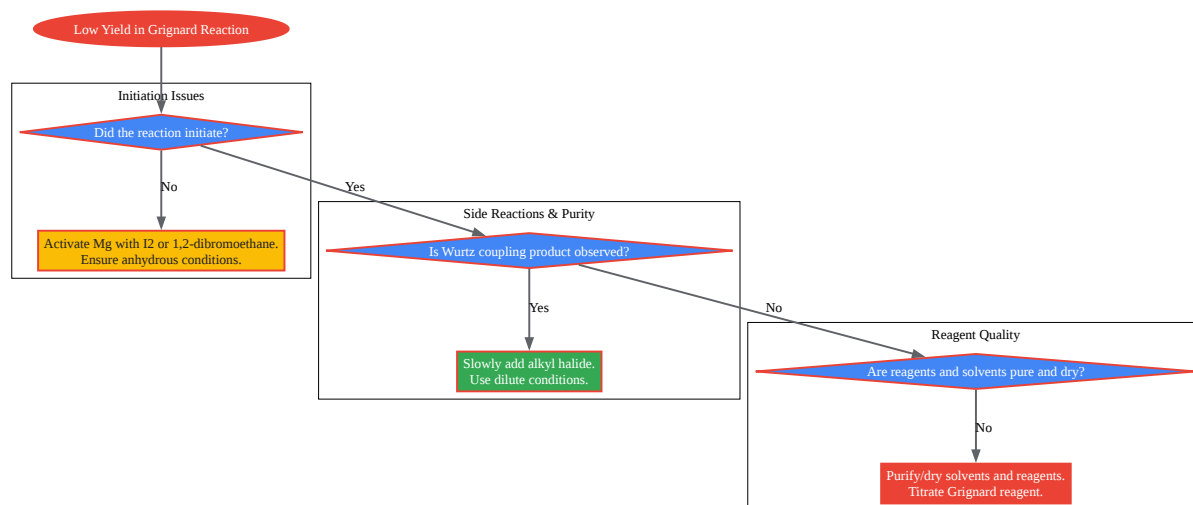 Low Yield in Grignard Reaction
Initiation Issues
Did the reaction initiate?
No
Activate Mg with I2 or 1,2-dibromoethane.
Ensure anhydrous conditions.
Yes
Side Reactions & Purity
Is Wurtz coupling product observed?
Yes
Slowly add alkyl halide.
Use dilute conditions.
No
Reagent Quality
Are reagents and solvents pure and dry?
No
Purify/dry solvents and reagents.
Titrate Grignard reagent.